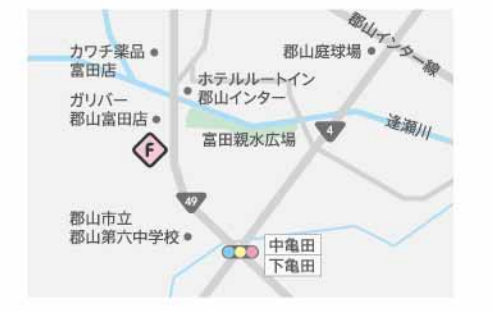 郡山インター線
カワチ薬品
富田店
郡山庭球場
ホテルルートイン
郡山インター
ガリバー
郡山富田店
逢瀬川
4
富田親水広場
F
49
郡山市立
郡山第六中学校
中亀田
下亀田